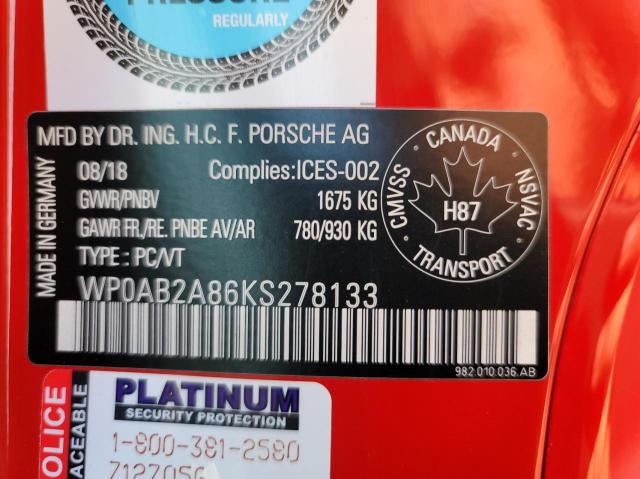 PRESSURE
REGULARLY
MFD BY DR. ING. H.C. F. PORSCHE AG
08/18 Complies:ICES-002
GVWR/PNBV 1675 KG
GAWR FR./RE. PNBE AV/AR 780/930 KG
TYPE : PC/VT
WP0AB2A86KS278133
MADE IN GERMANY
CANADA
CMVSS
NSVAC
H87
TRANSPORT
982.010.036.AB
PLATINUM
SECURITY PROTECTION
1-800-381-2580